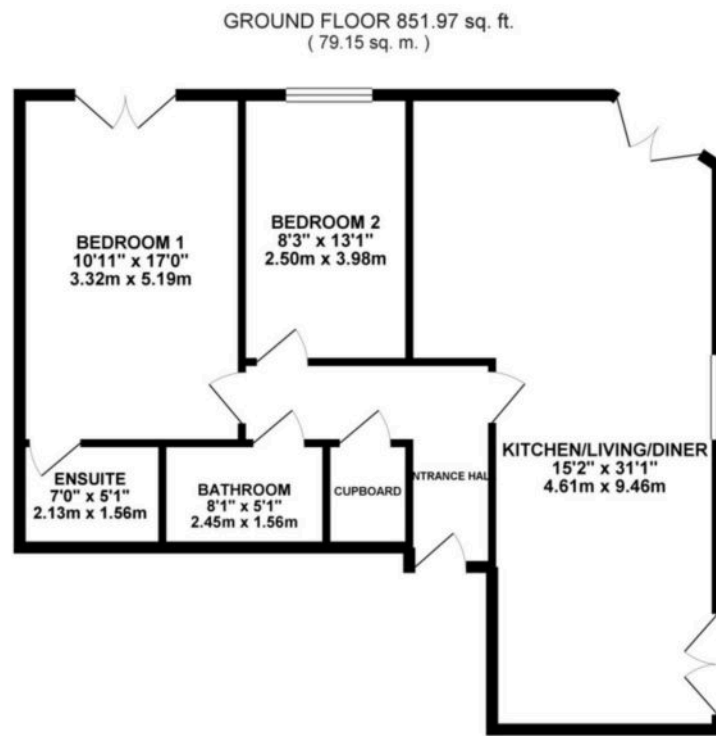 GROUND FLOOR 851.97 sq. ft.
( 79.15 sq. m. )
BEDROOM 1
10'11" x 17'0"
3.32m x 5.19m
BEDROOM 2
8'3" x 13'1"
2.50m x 3.98m
KITCHEN/LIVING/DINER
15'2" x 31'1"
4.61m x 9.46m
ENSUITE
7'0" x 5'1"
2.13m x 1.56m
BATHROOM
8'1" x 5'1"
2.45m x 1.56m
CUPBOARD
NTRANCE HAL